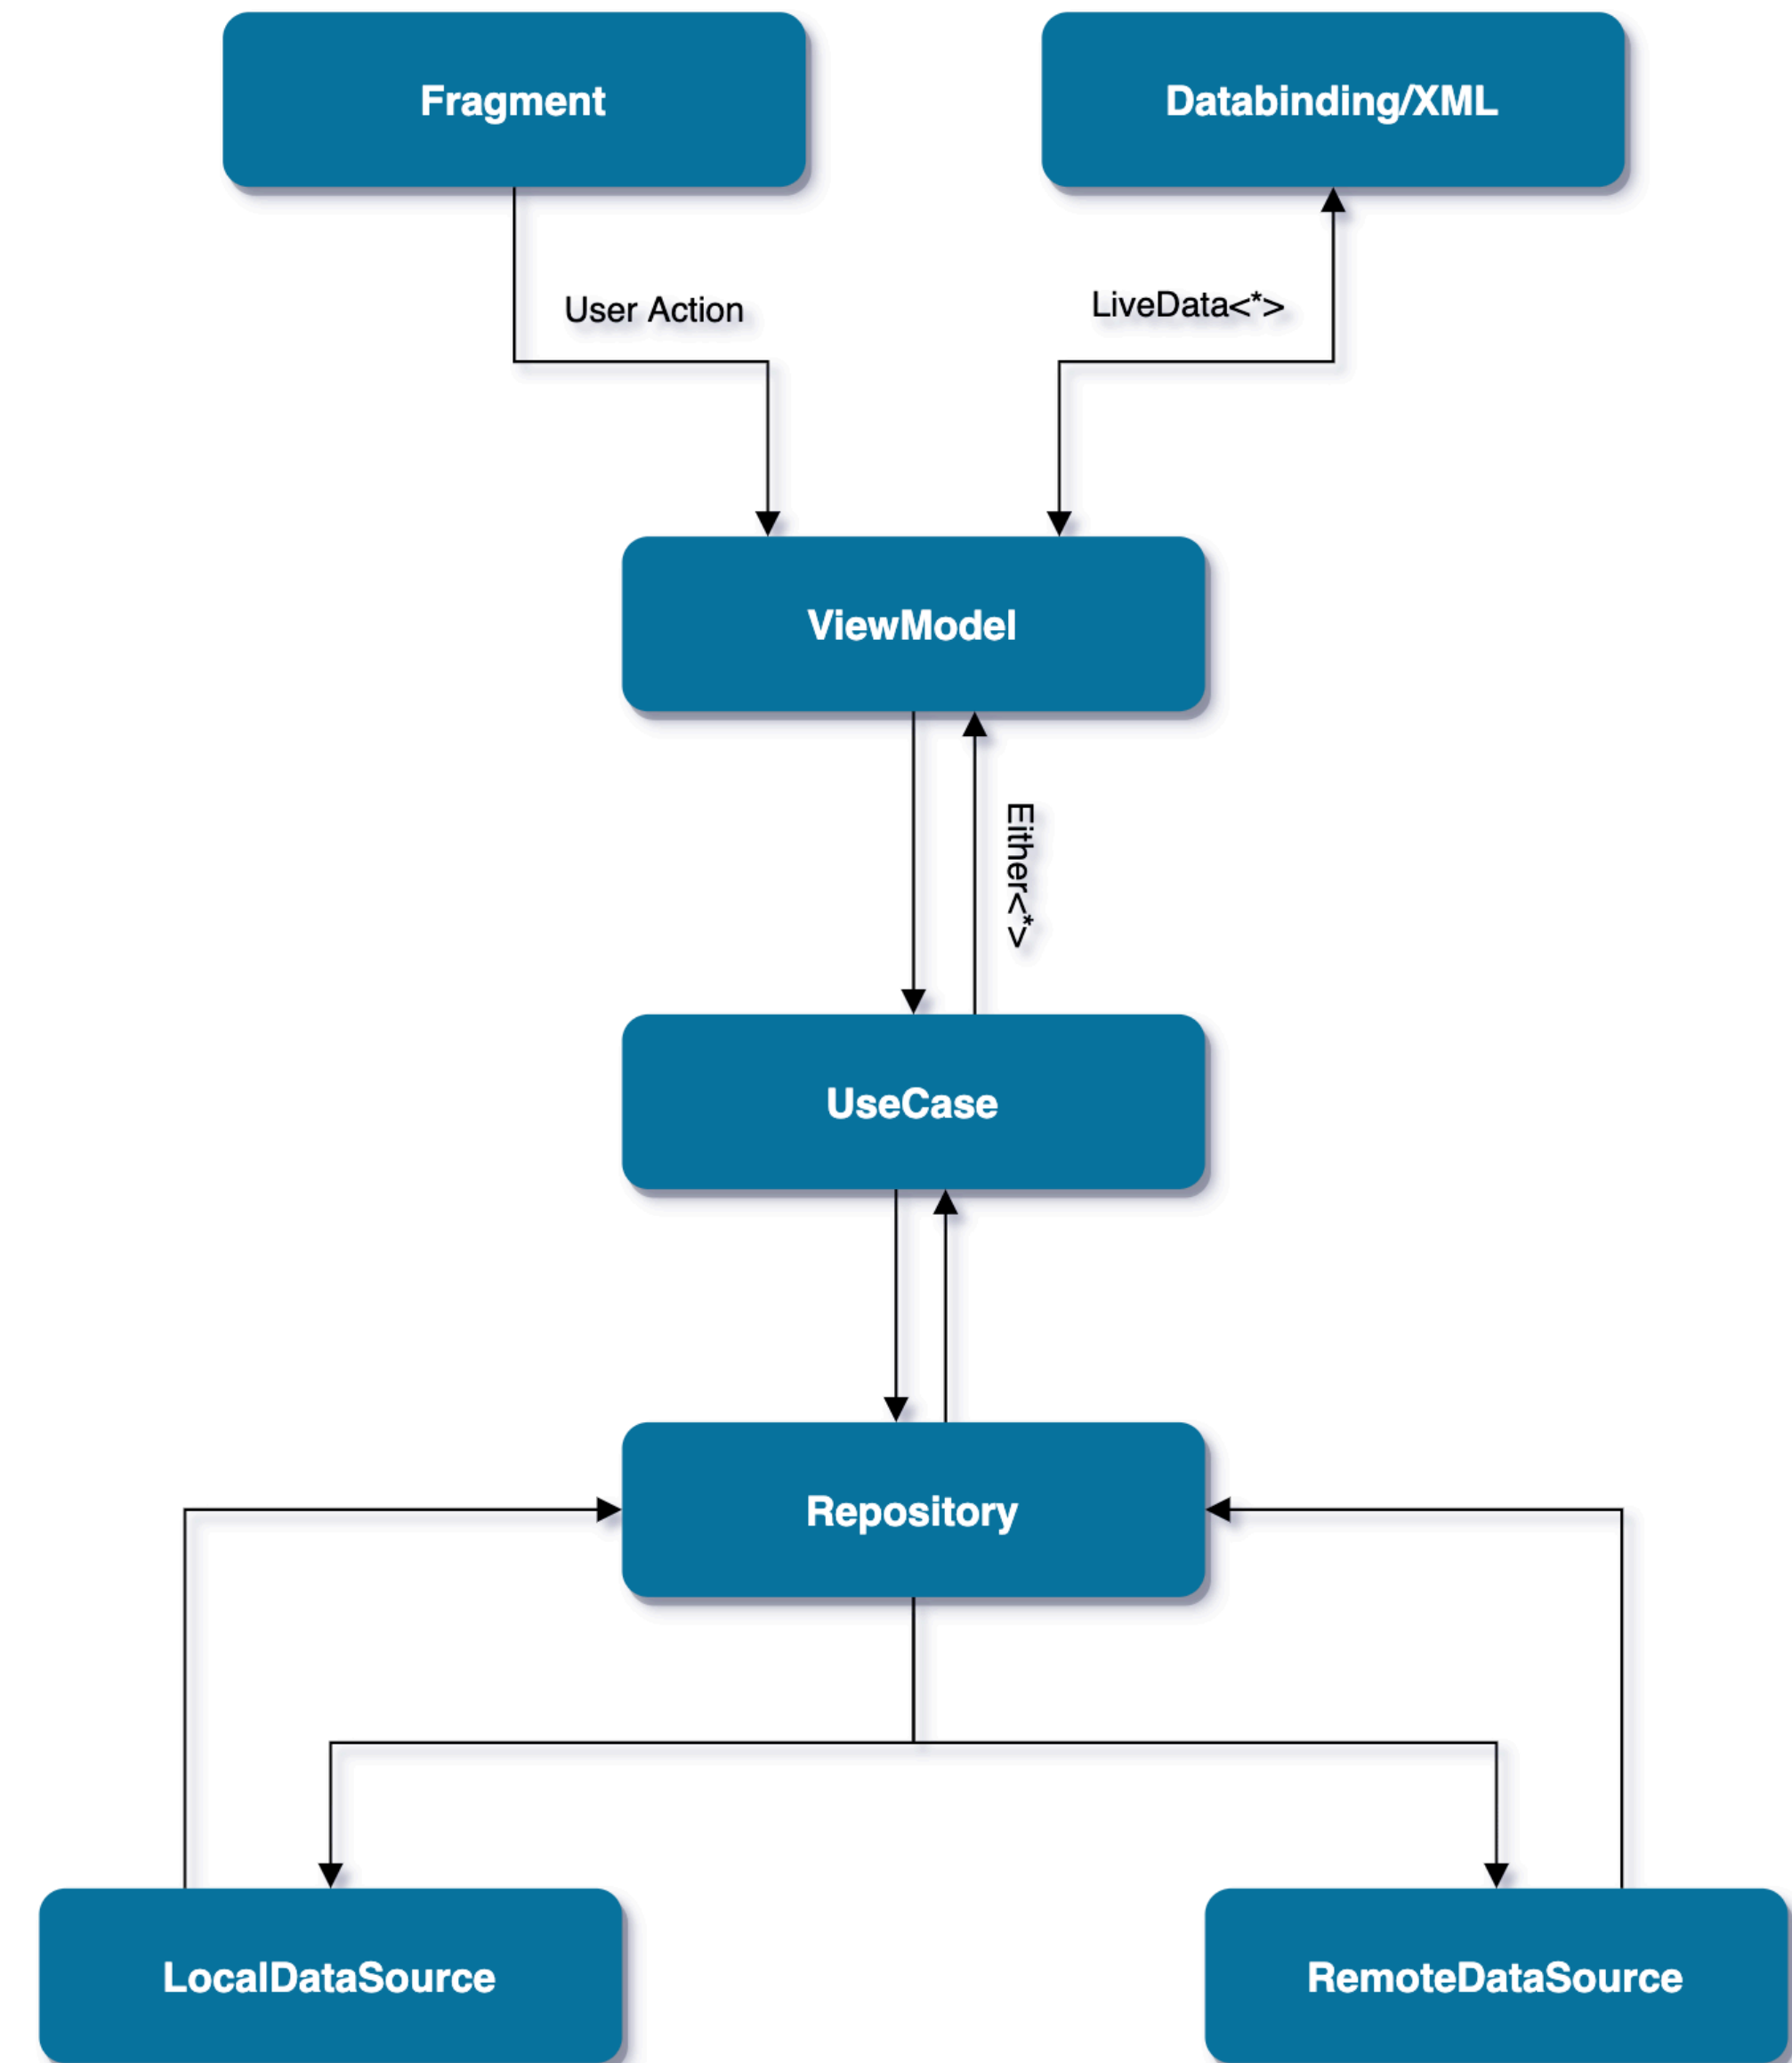 Fragment
Databinding/XML
User Action
LiveData<*>
ViewModel
Either<*>
UseCase
Repository
LocalDataSource
RemoteDataSource